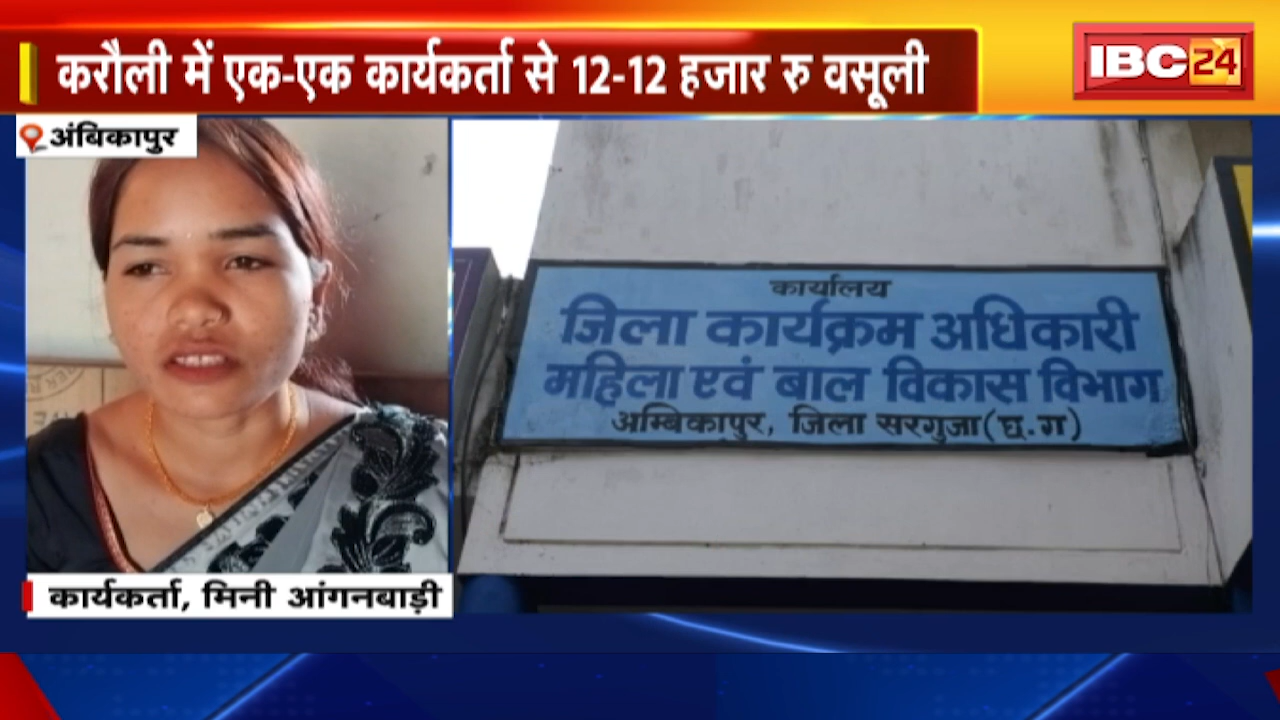 करौली में एक-एक कार्यकर्ता से 12-12 हजार रु वसूली
IBC24
अंबिकापुर
कार्यालय
जिला कार्यक्रम अधिकारी
महिला एवं बाल विकास विभाग
अम्बिकापुर, जिला सरगुजा (छ.ग)
कार्यकर्ता, मिनी आंगनबाड़ी